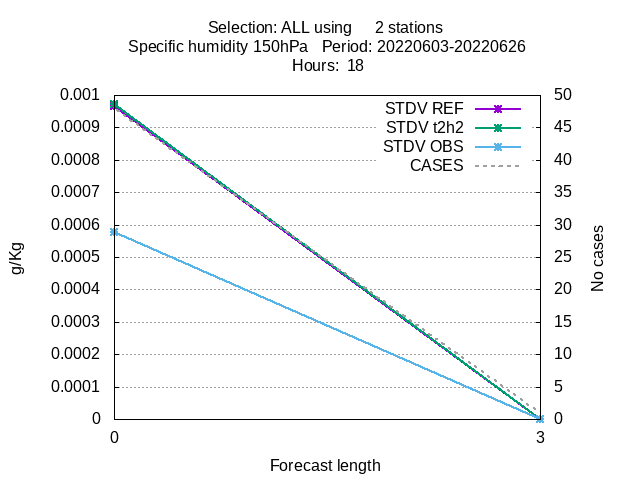 Selection: ALL using     2 stations
Specific humidity 150hPa   Period: 20220603-20220626
Hours:  18
STDV REF
STDV t2h2
STDV OBS
CASES
0.001
0.0009
0.0008
0.0007
0.0006
0.0005
0.0004
0.0003
0.0002
0.0001
0
50
45
40
35
30
25
20
15
10
5
0
g/Kg
No cases
0
3
Forecast length